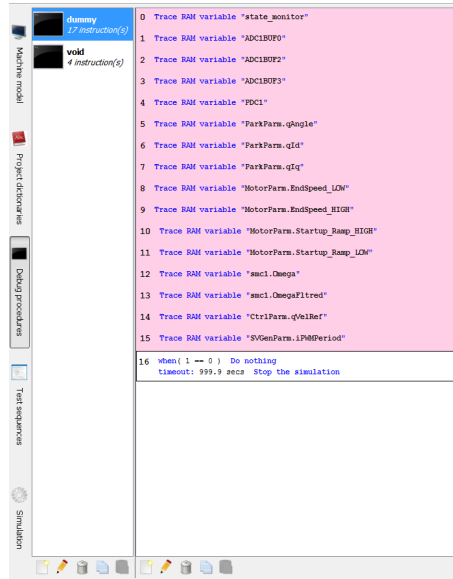 Machine model
Project dictionaries
Debug procedures
Test sequences
Simulation
dummy
17 instruction(s)
void
4 instruction(s)
0 Trace RAM variable "state_monitor"
1 Trace RAM variable "ADC1BUF0"
2 Trace RAM variable "ADC1BUF2"
3 Trace RAM variable "ADC1BUF3"
4 Trace RAM variable "PDC1"
5 Trace RAM variable "ParkParm.qAngle"
6 Trace RAM variable "ParkParm.qId"
7 Trace RAM variable "ParkParm.qIq"
8 Trace RAM variable "MotorParm.EndSpeed_LOW"
9 Trace RAM variable "MotorParm.EndSpeed_HIGH"
10 Trace RAM variable "MotorParm.Startup_Ramp_HIGH"
11 Trace RAM variable "MotorParm.Startup_Ramp_LOW"
12 Trace RAM variable "smc1.Omega"
13 Trace RAM variable "smc1.OmegaFltred"
14 Trace RAM variable "CtrlParm.qVelRef"
15 Trace RAM variable "SVGenParm.iPWMPeriod"
16 when( 1 == 0 ) Do nothing
timeout: 999.9 secs Stop the simulation